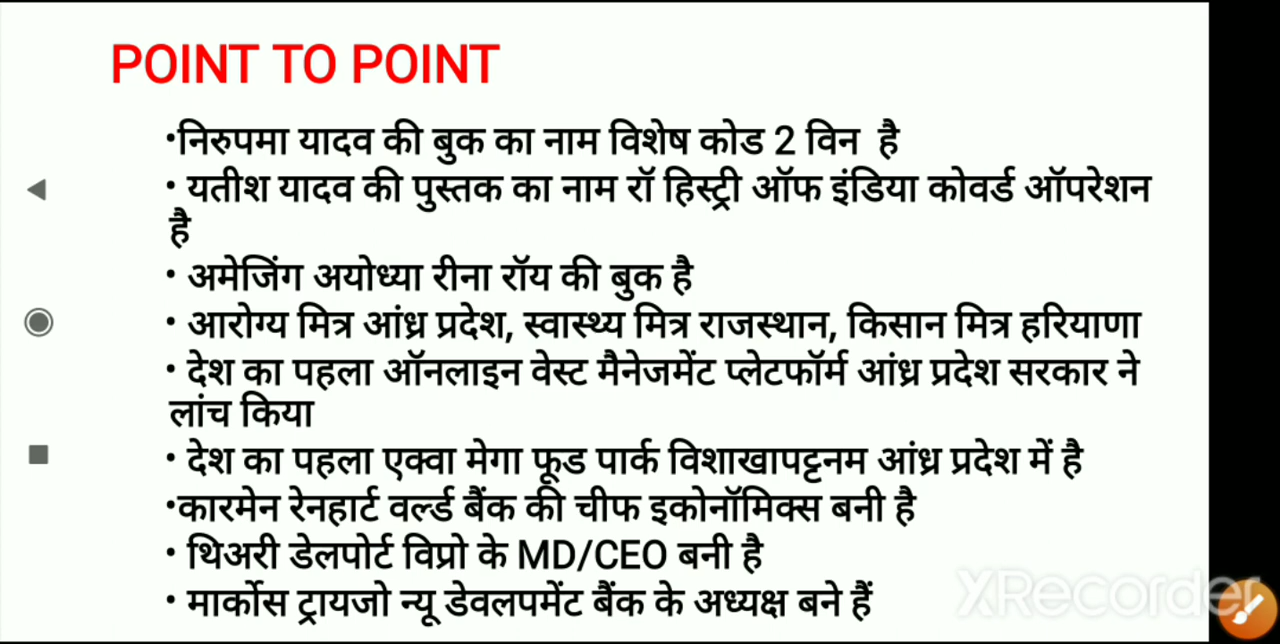 POINT TO POINT
•निरुपमा यादव की बुक का नाम विशेष कोड 2 विन है
• यतीश यादव की पुस्तक का नाम रॉ हिस्ट्री ऑफ इंडिया कोवर्ड ऑपरेशन
है
• अमेजिंग अयोध्या रीना रॉय की बुक है
• आरोग्य मित्र आंध्र प्रदेश, स्वास्थ्य मित्र राजस्थान, किसान मित्र हरियाणा
• देश का पहला ऑनलाइन वेस्ट मैनेजमेंट प्लेटफॉर्म आंध्र प्रदेश सरकार ने
लांच किया
• देश का पहला एक्वा मेगा फूड पार्क विशाखापट्टनम आंध्र प्रदेश में है
•कारमेन रेनहार्ट वर्ल्ड बैंक की चीफ इकोनॉमिक्स बनी है
• थिअरी डेलपोर्ट विप्रो के MD/CEO बनी है
• मार्कोस ट्रायजो न्यू डेवलपमेंट बैंक के अध्यक्ष बने हैं
XRecorder